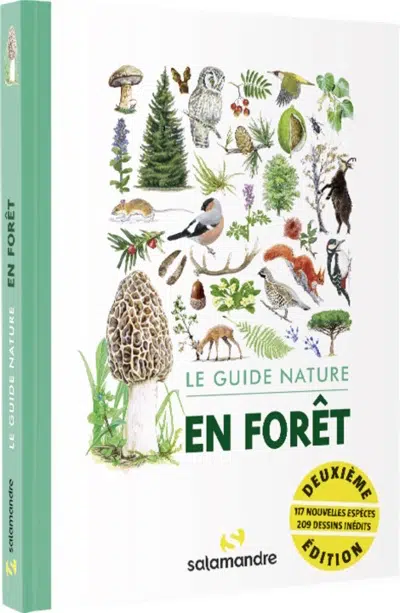 LE GUIDE NATURE
EN FORÊT
DEUXIÈME
117 NOUVELLES ESPÈCES
209 DESSINS INÉDITS
ÉDITION
salamandre
LE GUIDE NATURE EN FORÊT
salamandre